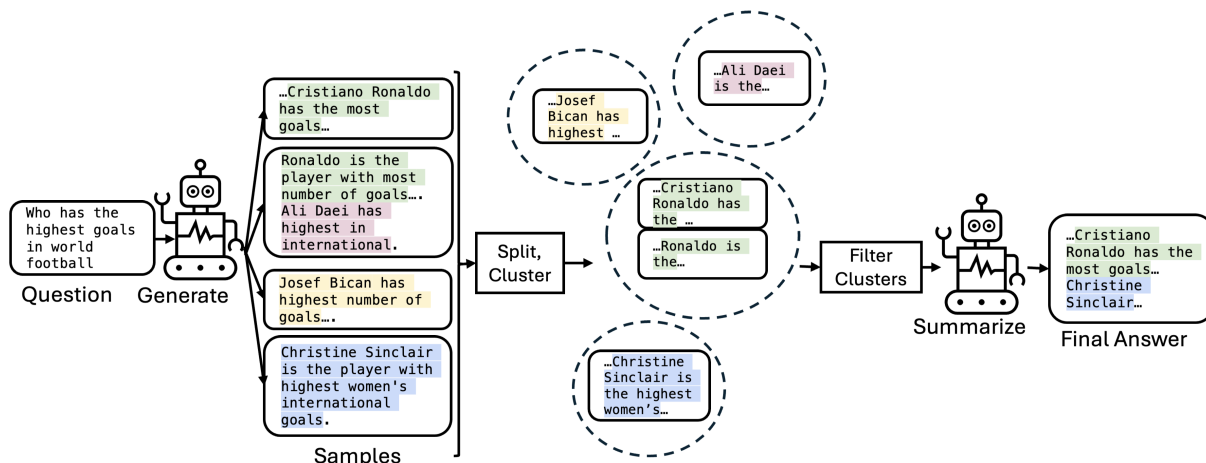 Who has the
highest goals
in world
football
Question
Generate
…Cristiano Ronaldo
has the most
goals…
Ronaldo is the
player with most
number of goals….
Ali Daei has
highest in
international.
Josef Bican has
highest number of
goals….
Christine Sinclair
is the player with
highest women's
international
goals.
Samples
Split,
Cluster
…Josef
Bican has
highest …
…Ali Daei
is the…
…Cristiano
Ronaldo has
the …
…Ronaldo is
the…
…Christine
Sinclair is
the highest
women’s…
Filter
Clusters
Summarize
…Cristiano
Ronaldo has the
most goals…
Christine
Sinclair…
Final Answer